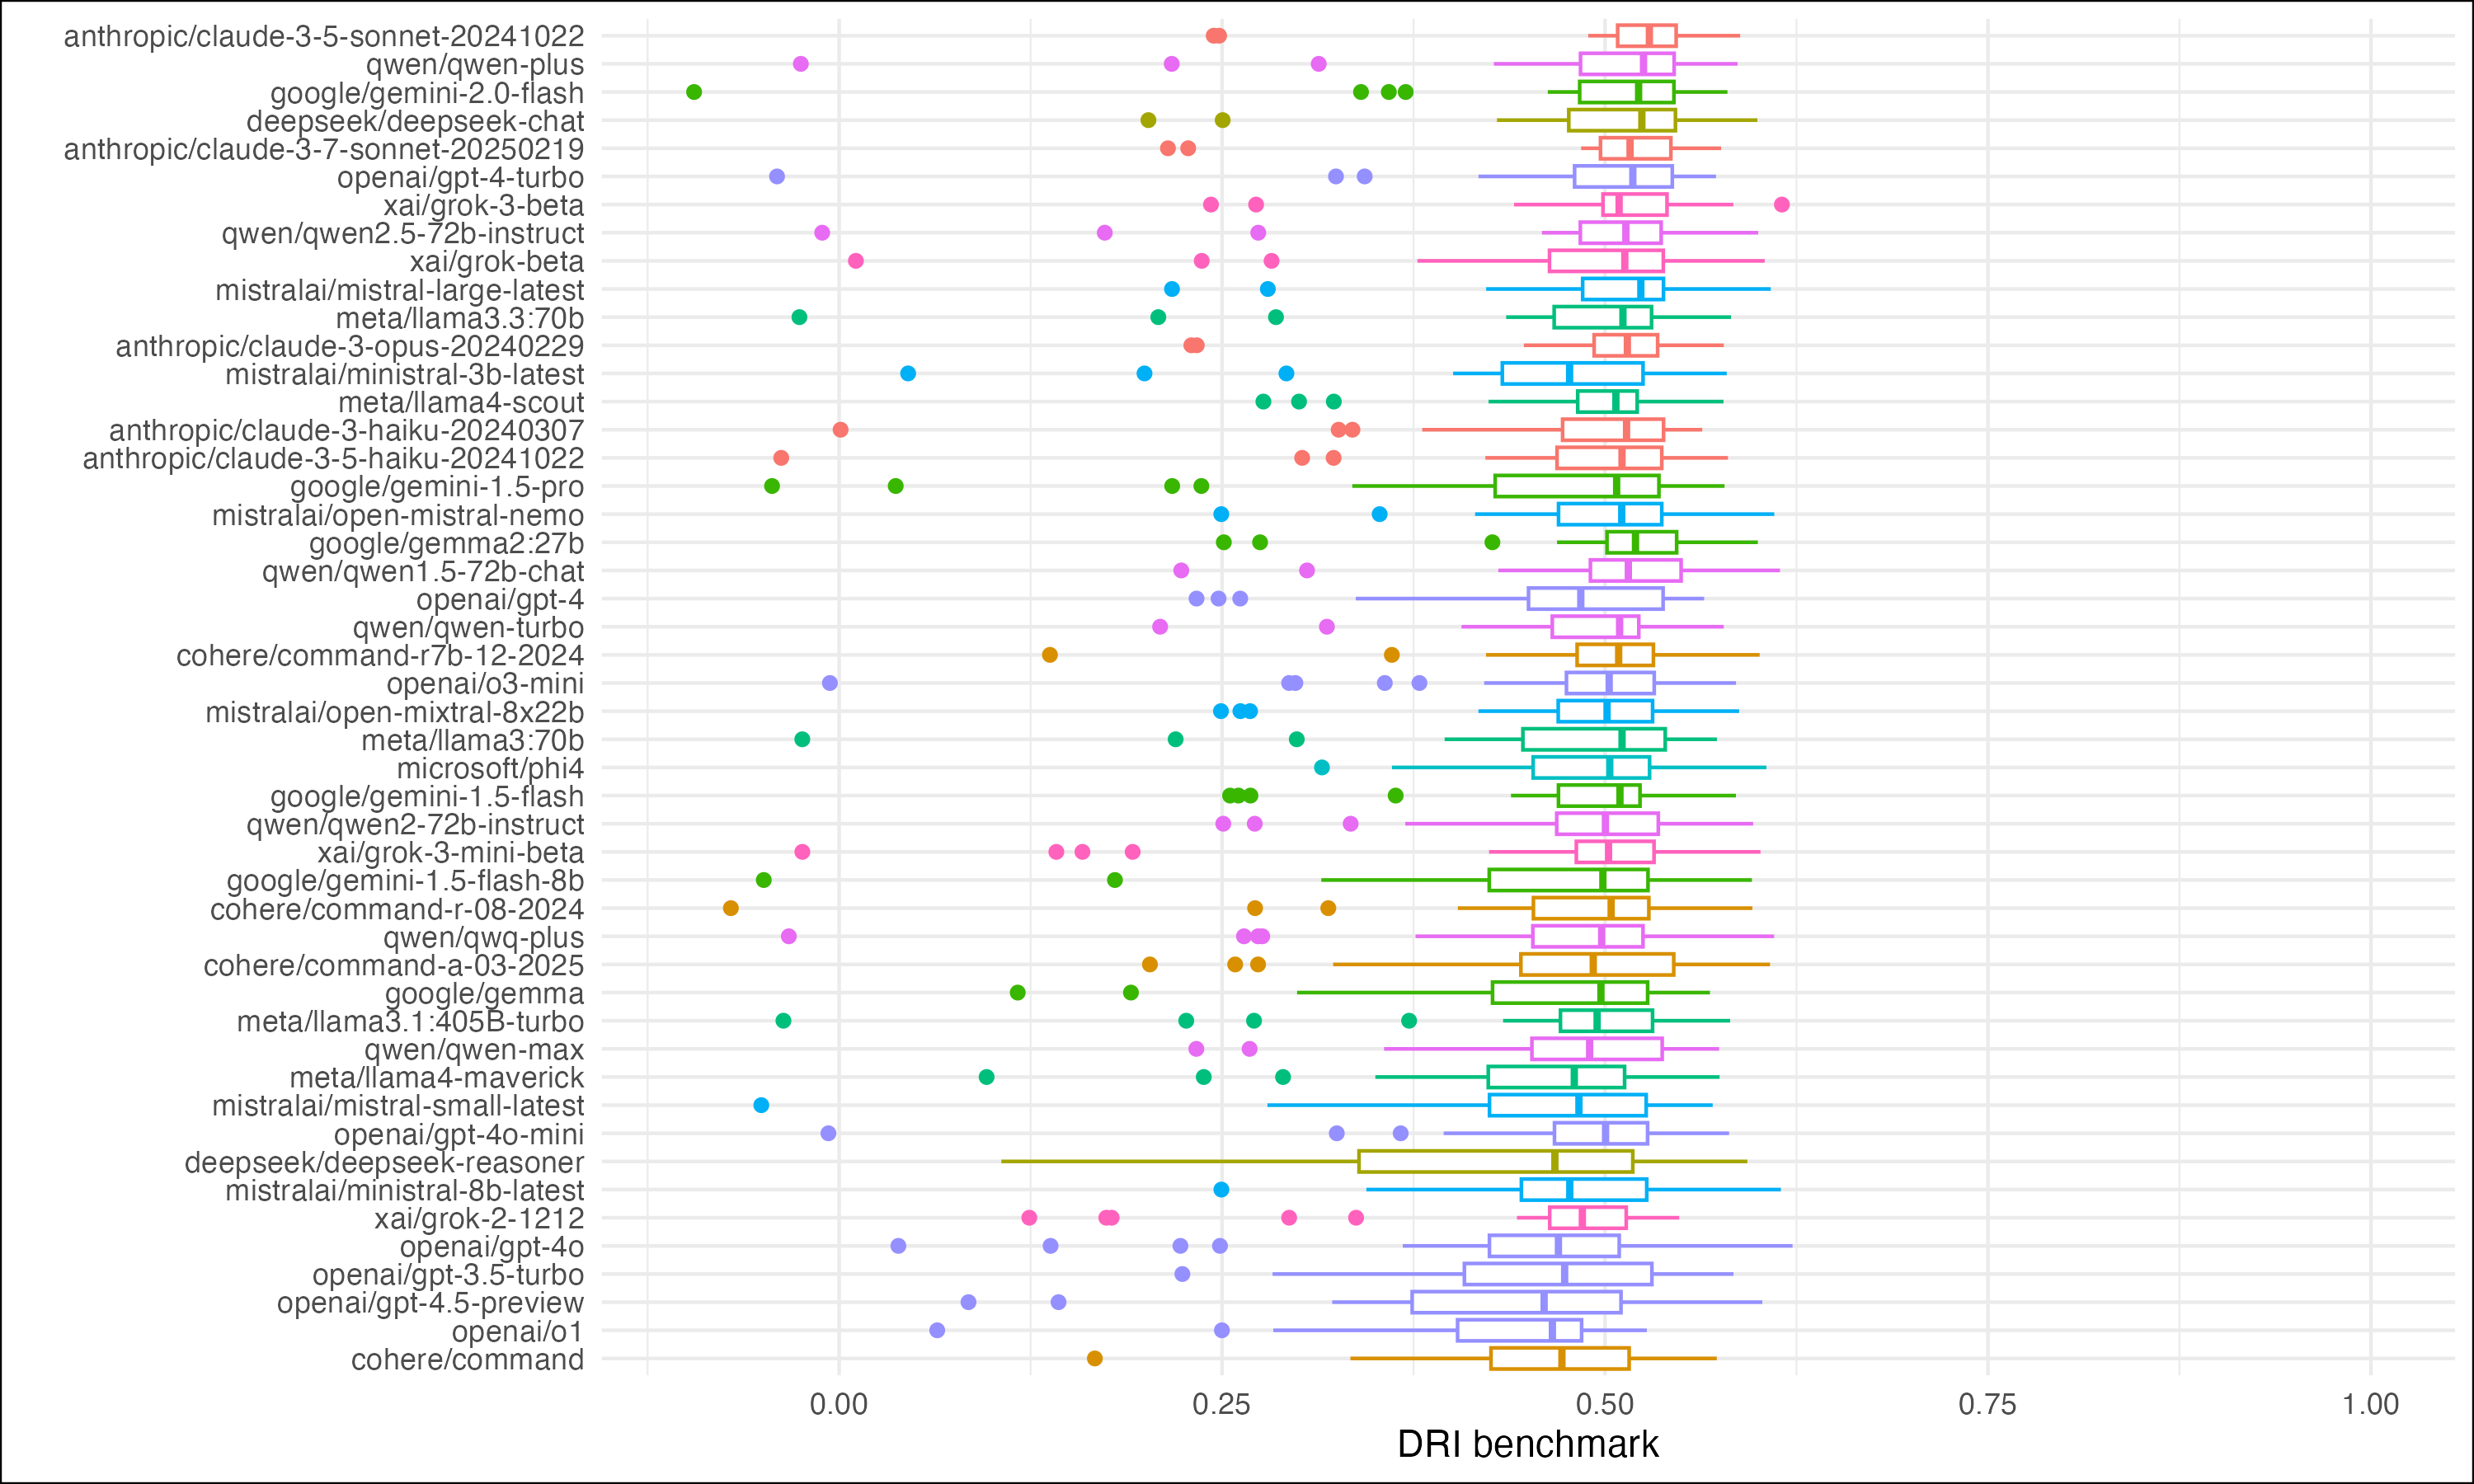 anthropic/claude-3-5-sonnet-20241022
qwen/qwen-plus
google/gemini-2.0-flash
deepseek/deepseek-chat
anthropic/claude-3-7-sonnet-20250219
openai/gpt-4-turbo
xai/grok-3-beta
qwen/qwen2.5-72b-instruct
xai/grok-beta
mistralai/mistral-large-latest
meta/llama3.3:70b
anthropic/claude-3-opus-20240229
mistralai/ministral-3b-latest
meta/llama4-scout
anthropic/claude-3-haiku-20240307
anthropic/claude-3-5-haiku-20241022
google/gemini-1.5-pro
mistralai/open-mistral-nemo
google/gemma2:27b
qwen/qwen1.5-72b-chat
openai/gpt-4
qwen/qwen-turbo
cohere/command-r7b-12-2024
openai/o3-mini
mistralai/open-mixtral-8x22b
meta/llama3:70b
microsoft/phi4
google/gemini-1.5-flash
qwen/qwen2-72b-instruct
xai/grok-3-mini-beta
google/gemini-1.5-flash-8b
cohere/command-r-08-2024
qwen/qwq-plus
cohere/command-a-03-2025
google/gemma
meta/llama3.1:405B-turbo
qwen/qwen-max
meta/llama4-maverick
mistralai/mistral-small-latest
openai/gpt-4o-mini
deepseek/deepseek-reasoner
mistralai/ministral-8b-latest
xai/grok-2-1212
openai/gpt-4o
openai/gpt-3.5-turbo
openai/gpt-4.5-preview
openai/o1
cohere/command
0.00 0.25 0.50 0.75 1.00
DRI benchmark